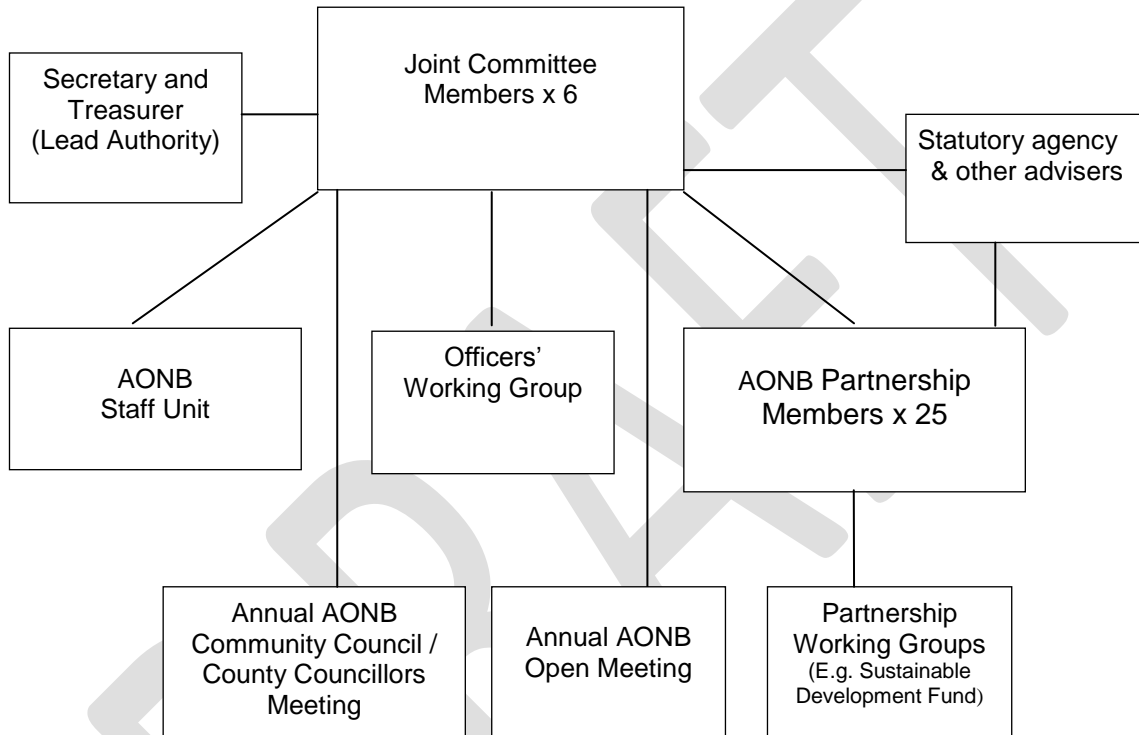 Joint Committee
Members x 6
Secretary and
Treasurer
(Lead Authority)
Statutory agency
& other advisers
AONB
Staff Unit
Officers’
Working Group
AONB Partnership
Members x 25
Annual AONB
Community Council /
County Councillors
Meeting
Annual AONB
Open Meeting
Partnership
Working Groups
(E.g. Sustainable
Development Fund)
DRAFT